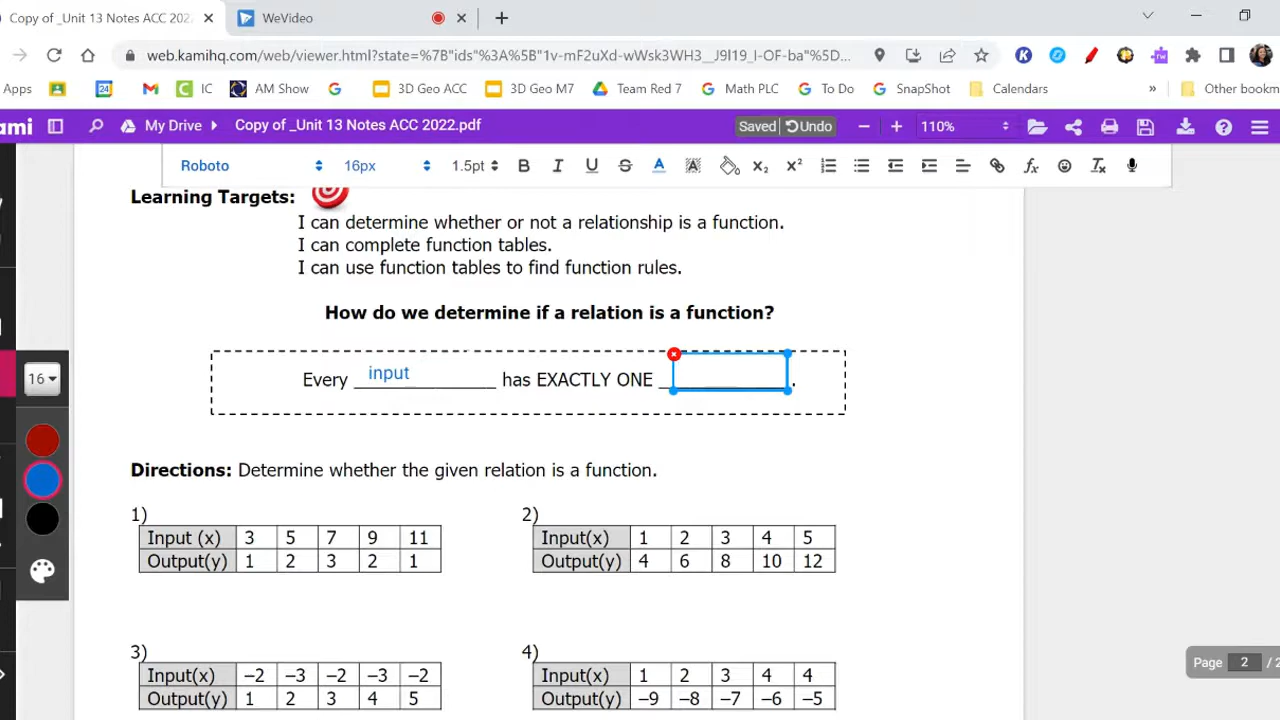 Copy of _Unit 13 Notes ACC 202
WeVideo
web.kamihq.com/web/viewer.html?state=%7B"ids"%3A%5B"1v-mF2uXd-wWsk3WH3__J9I19_I-OF-ba"%5D...
Apps
24
IC
AM Show
3D Geo ACC
3D Geo M7
Team Red 7
Math PLC
To Do
SnapShot
Calendars
»
Other bookm
ami
My Drive
Copy of _Unit 13 Notes ACC 2022.pdf
Saved
Undo
110%
Roboto
16px
1.5pt
B I U S A
Learning Targets:
I can determine whether or not a relationship is a function.
I can complete function tables.
I can use function tables to find function rules.
How do we determine if a relation is a function?
Every input has EXACTLY ONE ____________.
16
Directions: Determine whether the given relation is a function.
1)
Input (x) 3 5 7 9 11
Output(y) 1 2 3 2 1
2)
Input(x) 1 2 3 4 5
Output(y) 4 6 8 10 12
3)
Input(x) –2 –3 –2 –3 –2
Output(y) 1 2 3 4 5
4)
Input(x) 1 2 3 4 4
Output(y) –9 –8 –7 –6 –5
Page 2 / 2